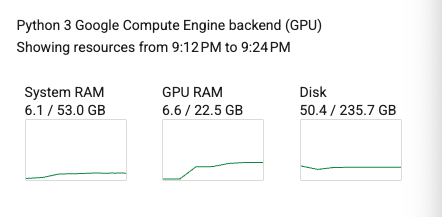 Python 3 Google Compute Engine backend (GPU)
Showing resources from 9:12 PM to 9:24 PM
System RAM
6.1 / 53.0 GB
GPU RAM
6.6 / 22.5 GB
Disk
50.4 / 235.7 GB